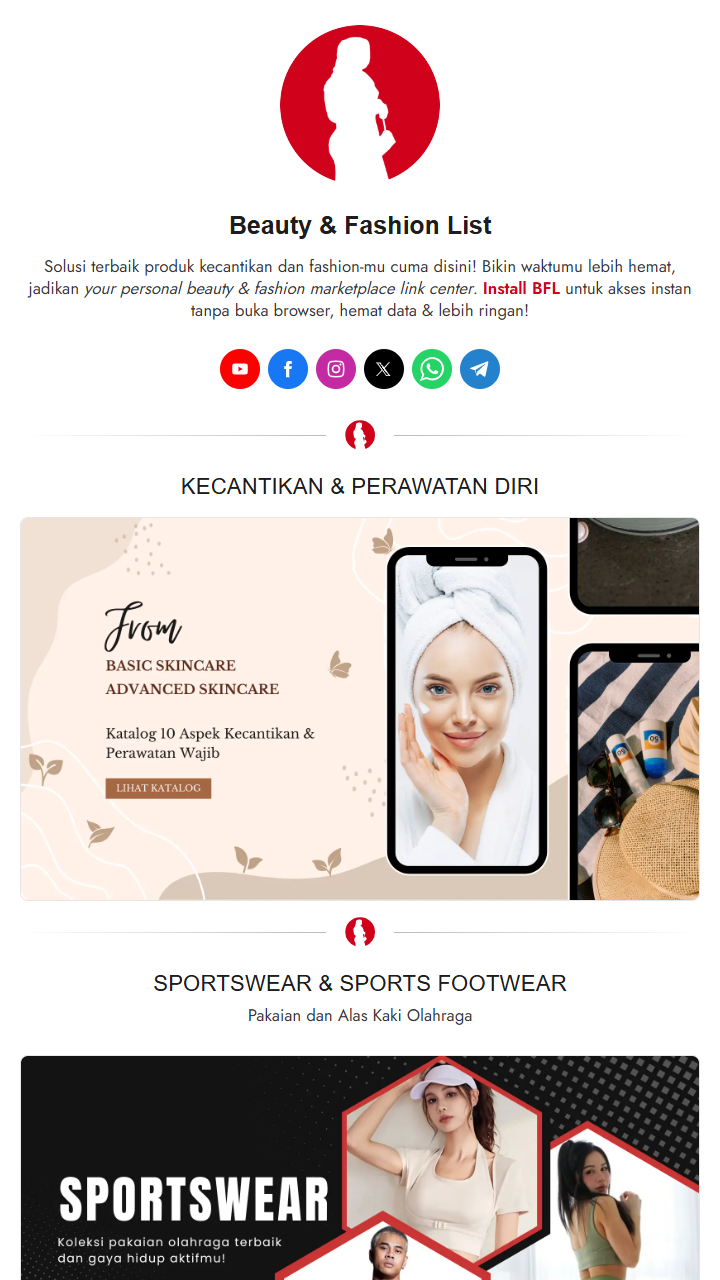 Beauty & Fashion List
Solusi terbaik produk kecantikan dan fashion-mu cuma disini! Bikin waktumu lebih hemat,
jadikan your personal beauty & fashion marketplace link center. Install BFL untuk akses instan
tanpa buka browser, hemat data & lebih ringan!
KECANTIKAN & PERAWATAN DIRI
From
BASIC SKINCARE
ADVANCED SKINCARE
Katalog 10 Aspek Kecantikan &
Perawatan Wajib
LIHAT KATALOG
50
50
SPORTSWEAR & SPORTS FOOTWEAR
Pakaian dan Alas Kaki Olahraga
SPORTSWEAR
Koleksi pakaian olahraga terbaik
dan gaya hidup aktifmu!